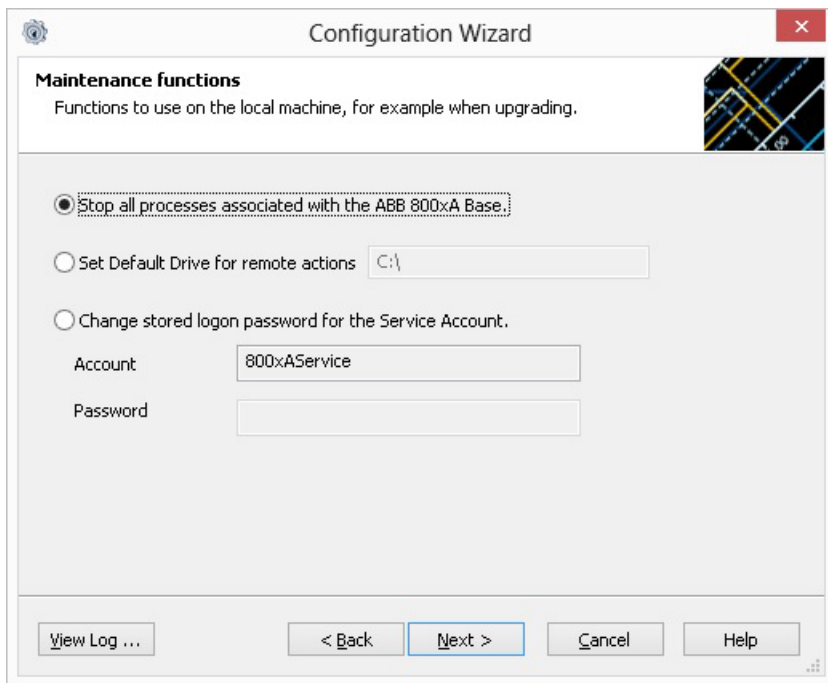 Configuration Wizard
Maintenance functions
Functions to use on the local machine, for example when upgrading.
Stop all processes associated with the ABB 800xA Base.
Set Default Drive for remote actions C:\
Change stored logon password for the Service Account.
Account 800xAService
Password
View Log ... < Back Next > Cancel Help